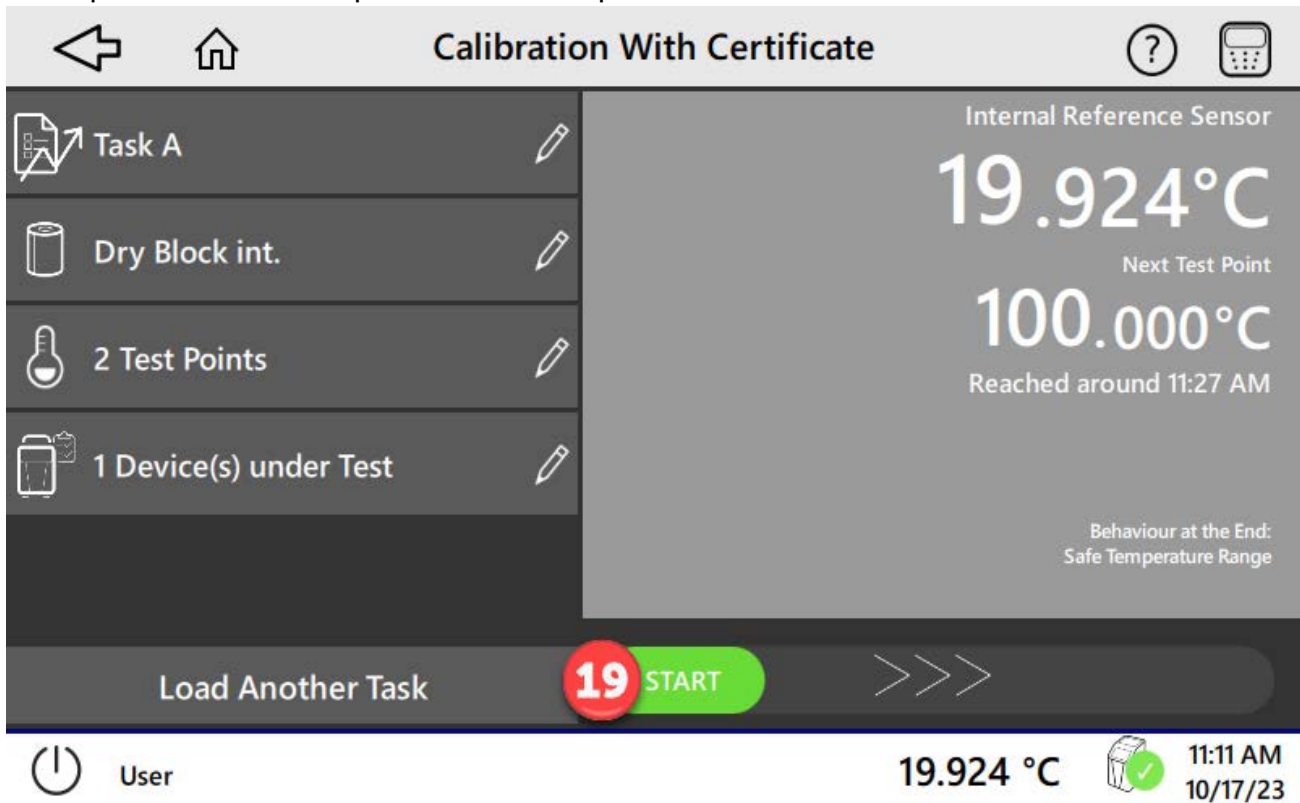 Calibration With Certificate
?
Task A
Dry Block int.
2 Test Points
1 Device(s) under Test
Internal Reference Sensor
19.924°C
Next Test Point
100.000°C
Reached around 11:27 AM
Behaviour at the End:
Safe Temperature Range
Load Another Task
19 START
User
19.924 °C
11:11 AM
10/17/23